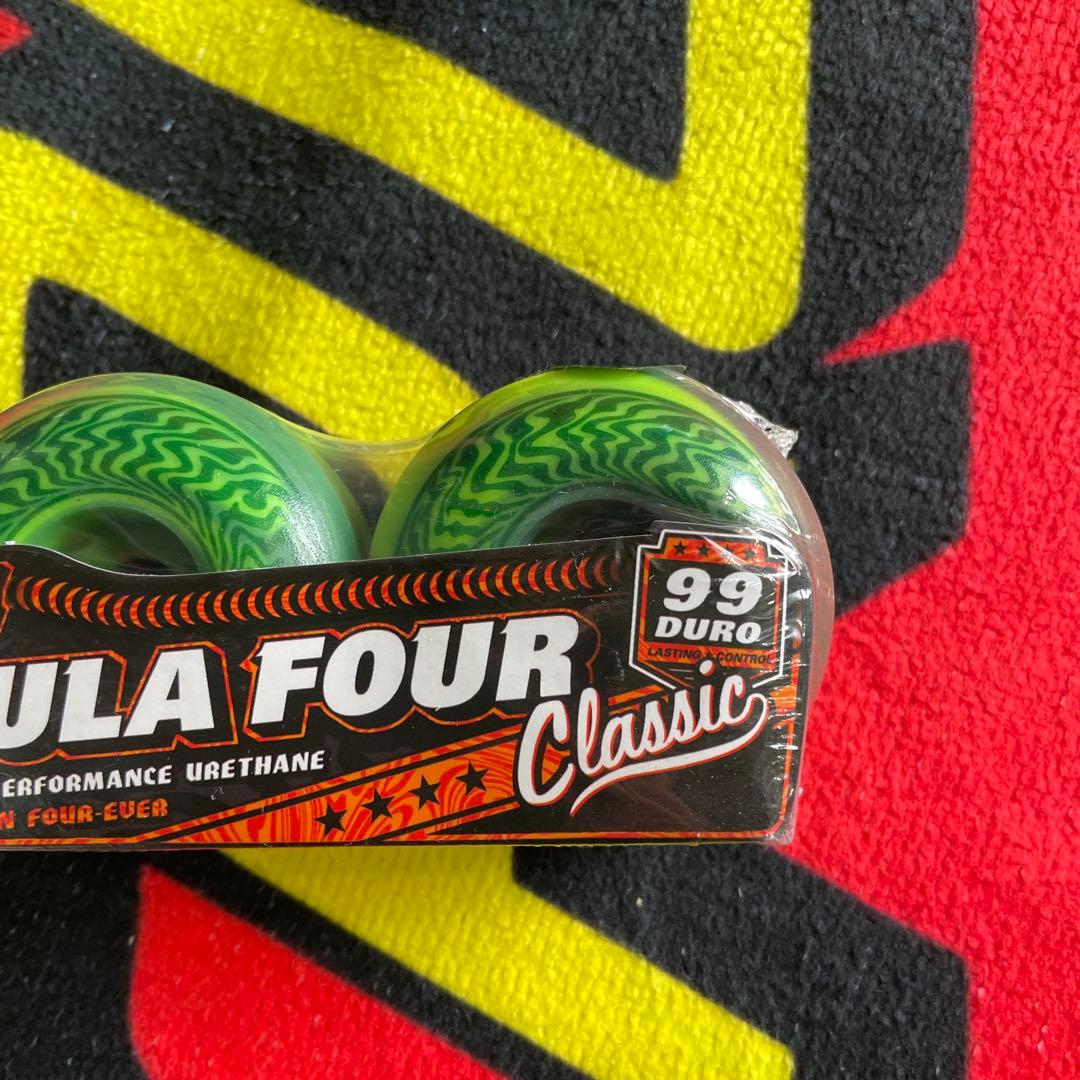 99
DURO
LASTING ★ CONTROL
ULA FOUR
Classic
ERFORMANCE URETHANE
N FOUR-EVER